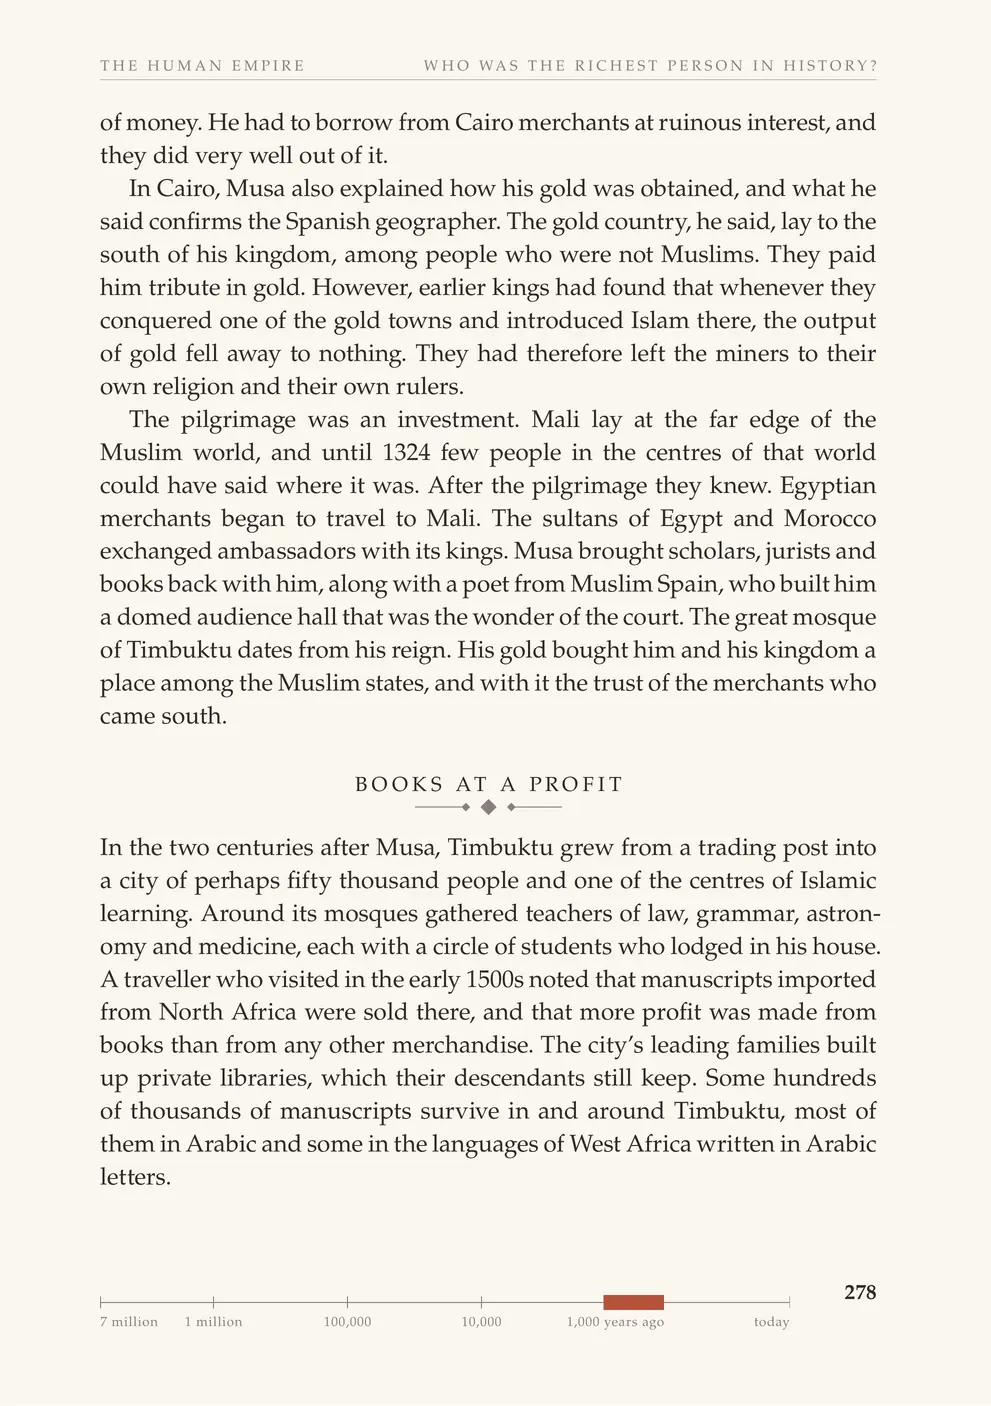 THE HUMAN EMPIRE
WHO WAS THE RICHEST PERSON IN HISTORY?
of money. He had to borrow from Cairo merchants at ruinous interest, and
they did very well out of it.
In Cairo, Musa also explained how his gold was obtained, and what he
said confirms the Spanish geographer. The gold country, he said, lay to the
south of his kingdom, among people who were not Muslims. They paid
him tribute in gold. However, earlier kings had found that whenever they
conquered one of the gold towns and introduced Islam there, the output
of gold fell away to nothing. They had therefore left the miners to their
own religion and their own rulers.
The pilgrimage was an investment. Mali lay at the far edge of the
Muslim world, and until 1324 few people in the centres of that world
could have said where it was. After the pilgrimage they knew. Egyptian
merchants began to travel to Mali. The sultans of Egypt and Morocco
exchanged ambassadors with its kings. Musa brought scholars, jurists and
books back with him, along with a poet from Muslim Spain, who built him
a domed audience hall that was the wonder of the court. The great mosque
of Timbuktu dates from his reign. His gold bought him and his kingdom a
place among the Muslim states, and with it the trust of the merchants who
came south.
BOOKS AT A PROFIT
In the two centuries after Musa, Timbuktu grew from a trading post into
a city of perhaps fifty thousand people and one of the centres of Islamic
learning. Around its mosques gathered teachers of law, grammar, astron-
omy and medicine, each with a circle of students who lodged in his house.
A traveller who visited in the early 1500s noted that manuscripts imported
from North Africa were sold there, and that more profit was made from
books than from any other merchandise. The city's leading families built
up private libraries, which their descendants still keep. Some hundreds
of thousands of manuscripts survive in and around Timbuktu, most of
them in Arabic and some in the languages of West Africa written in Arabic
letters.
278
7 million 1 million 100,000 10,000 1,000 years ago today